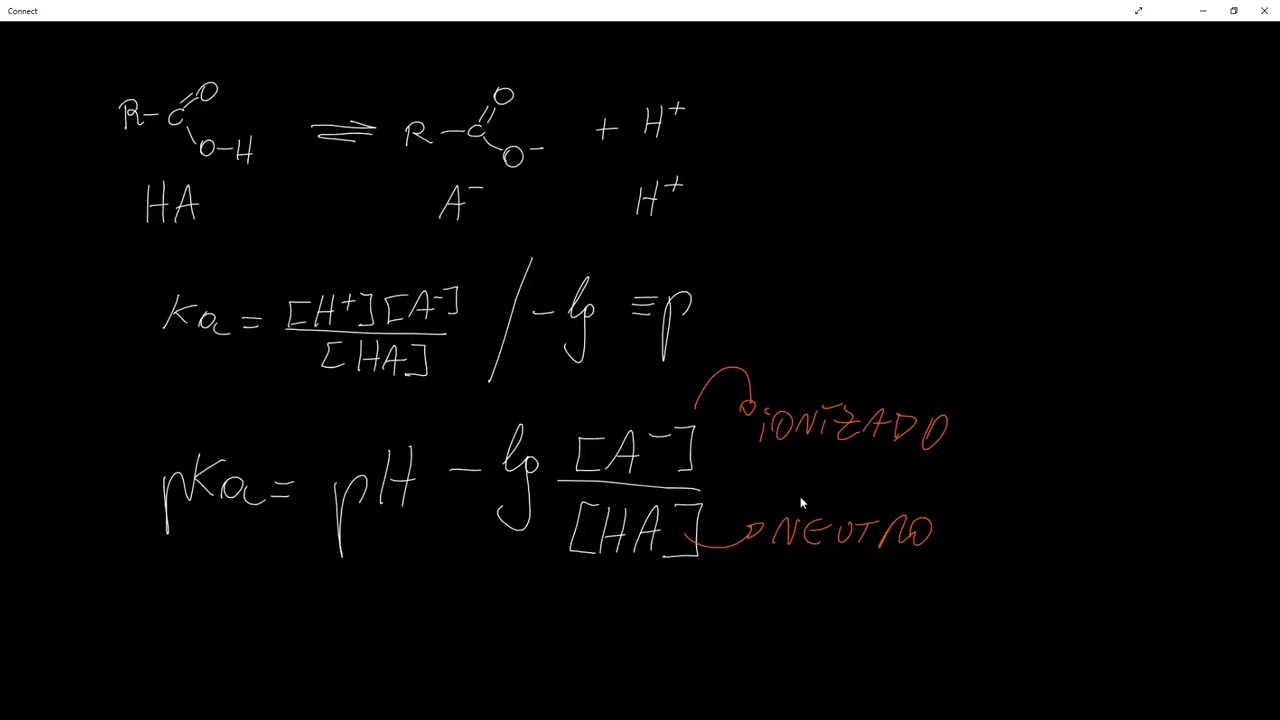 Connect
R-C=O O-H ⇌ R-C=O O- + H+
HA A- H+
Ka = [H+][A-] / [HA] / -lg ≡p
pKa = pH - lg [A-] / [HA]
IONIZADO
NEUTRO